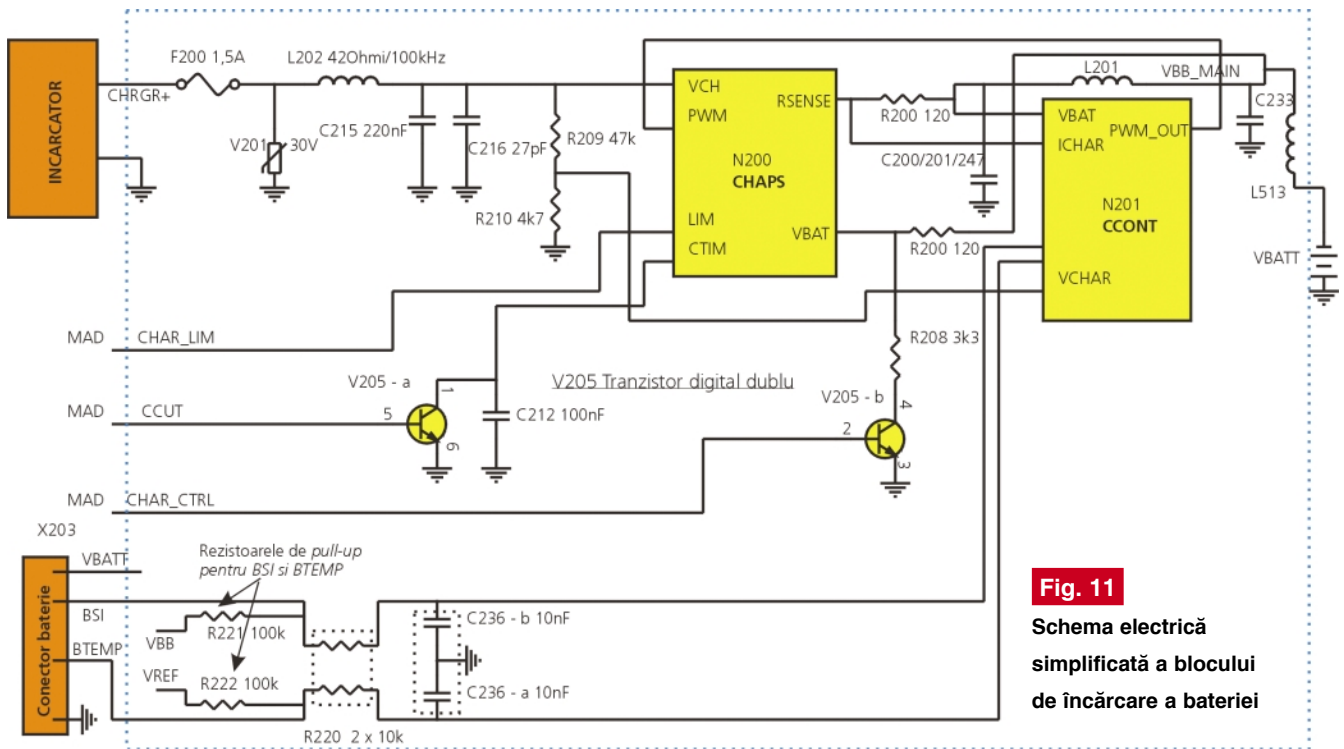 INCARCATOR
CHRGR+
F200 1,5A
L202 42Ohmi/100kHz
V201
30V
C215 220nF
C216 27pF
R209 47k
R210 4k7
VCH
PWM
RSENSE
N200
CHAPS
LIM
CTIM
VBAT
R200 120
C200/201/247
R200 120
L201
VBB_MAIN
C233
VBAT
ICHAR
PWM_OUT
N201
CCONT
VCHAR
L513
VBATT
MAD
CHAR_LIM
MAD
CCUT
MAD
CHAR_CTRL
V205 - a
1
5
6
C212 100nF
V205 Tranzistor digital dublu
R208 3k3
V205 - b
4
2
3
X203
Conector baterie
VBATT
BSI
BTEMP
Rezistoarele de pull-up
pentru BSI si BTEMP
VBB
R221 100k
VREF
R222 100k
R220 2 x 10k
C236 - b 10nF
C236 - a 10nF
Fig. 11
Schema electrică
simplificată a blocului
de încărcare a bateriei